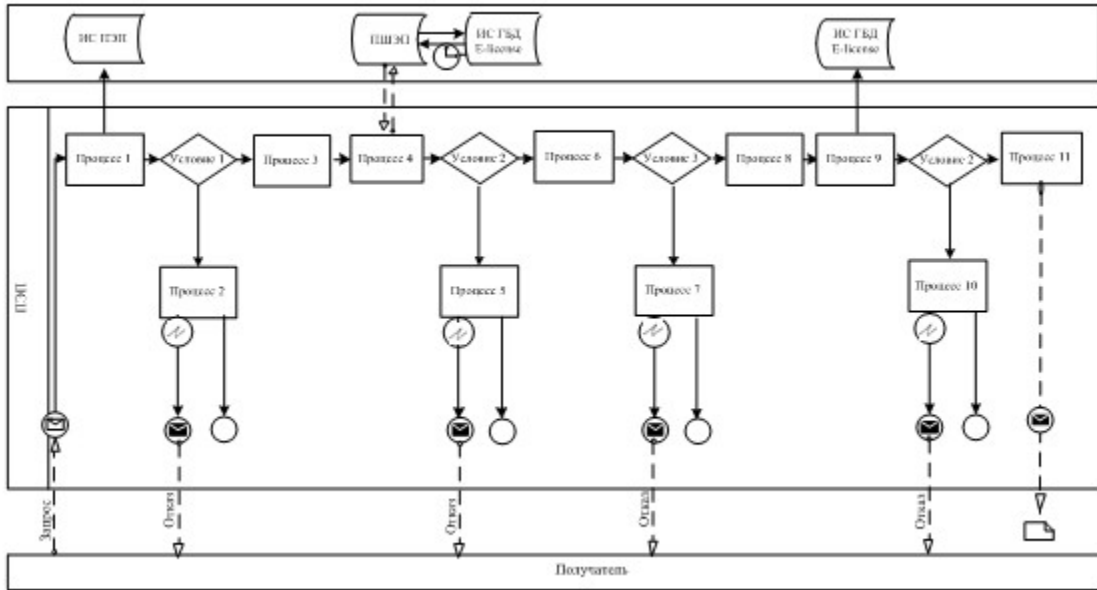 ИС ПЭП
ПШЭП
ИС ГБД
E-license
ИС ГБД
E-license
Процесс 1
Условие 1
Процесс 3
Процесс 4
Условие 2
Процесс 6
Условие 3
Процесс 8
Процесс 9
Условие 2
Процесс 11
Процесс 2
Процесс 5
Процесс 7
Процесс 10
Запрос
Отказ
Отказ
Отказ
Отказ
Получатель